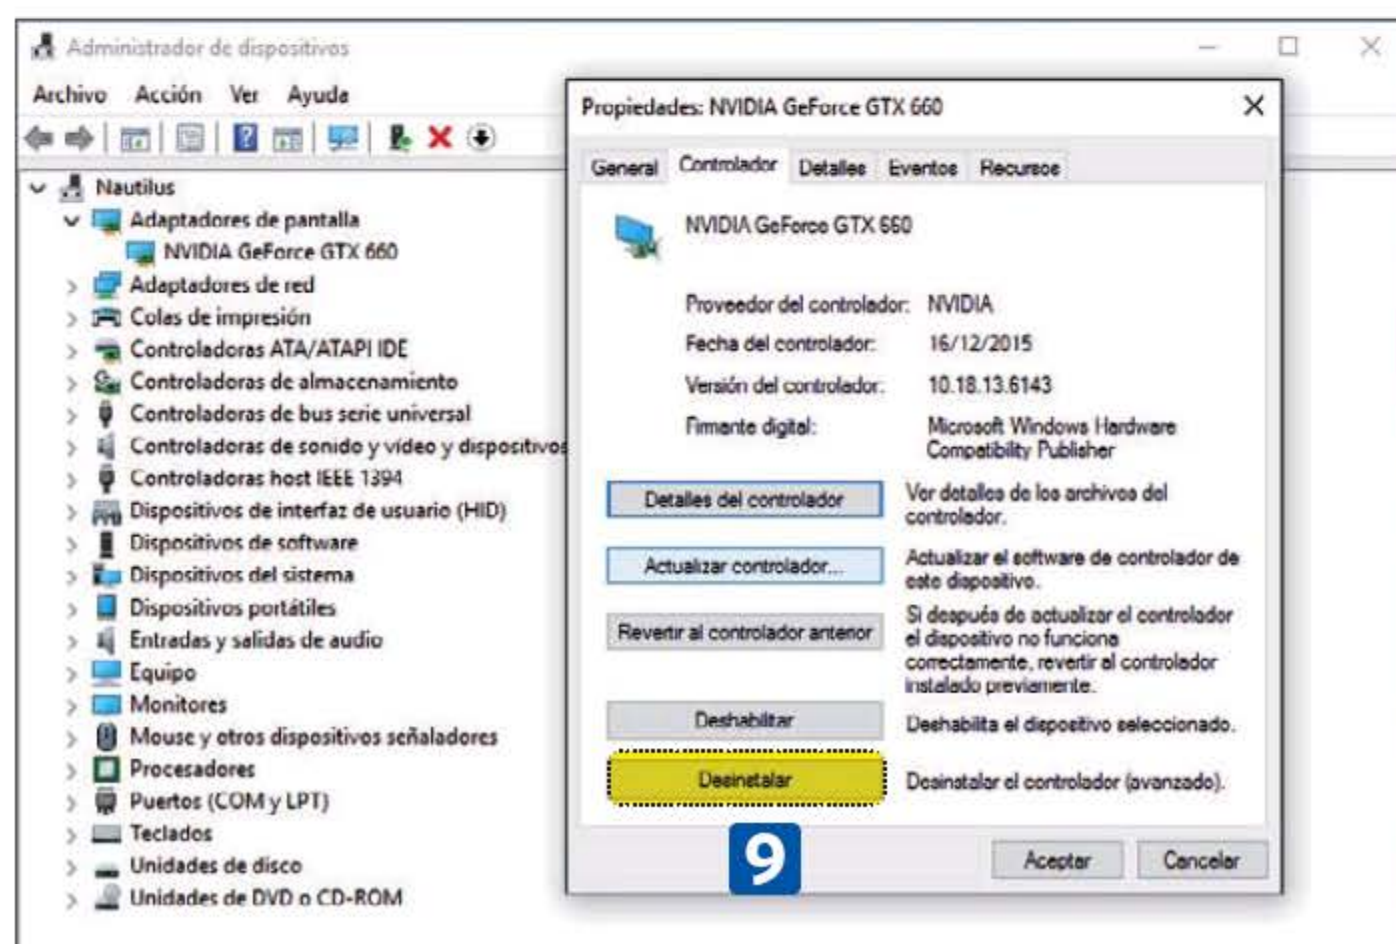 Administrador de dispositivos
Archivo Acción Ver Ayuda
Nautilus
Adaptadores de pantalla
NVIDIA GeForce GTX 660
Adaptadores de red
Colas de impresión
Controladoras ATA/ATAPI IDE
Controladoras de almacenamiento
Controladoras de bus serie universal
Controladoras de sonido y vídeo y dispositivos
Controladoras host IEEE 1394
Dispositivos de interfaz de usuario (HID)
Dispositivos de software
Dispositivos del sistema
Dispositivos portátiles
Entradas y salidas de audio
Equipo
Monitores
Mouse y otros dispositivos señaladores
Procesadores
Puertos (COM y LPT)
Teclados
Unidades de disco
Unidades de DVD o CD-ROM
Propiedades: NVIDIA GeForce GTX 660
General Controlador Detalles Eventos Recursos
NVIDIA GeForce GTX 660
Proveedor del controlador: NVIDIA
Fecha del controlador: 16/12/2015
Versión del controlador: 10.18.13.6143
Firmante digital: Microsoft Windows Hardware
Compatibility Publisher
Detalles del controlador Ver detalles de los archivos del
controlador.
Actualizar controlador... Actualizar el software de controlador de
este dispositivo.
Revertir al controlador anterior Si después de actualizar el controlador
el dispositivo no funciona
correctamente, revertir al controlador
instalado previamente.
Deshabilitar Deshabilita el dispositivo seleccionado.
Desinstalar Desinstalar el controlador (avanzado).
9
Aceptar Cancelar